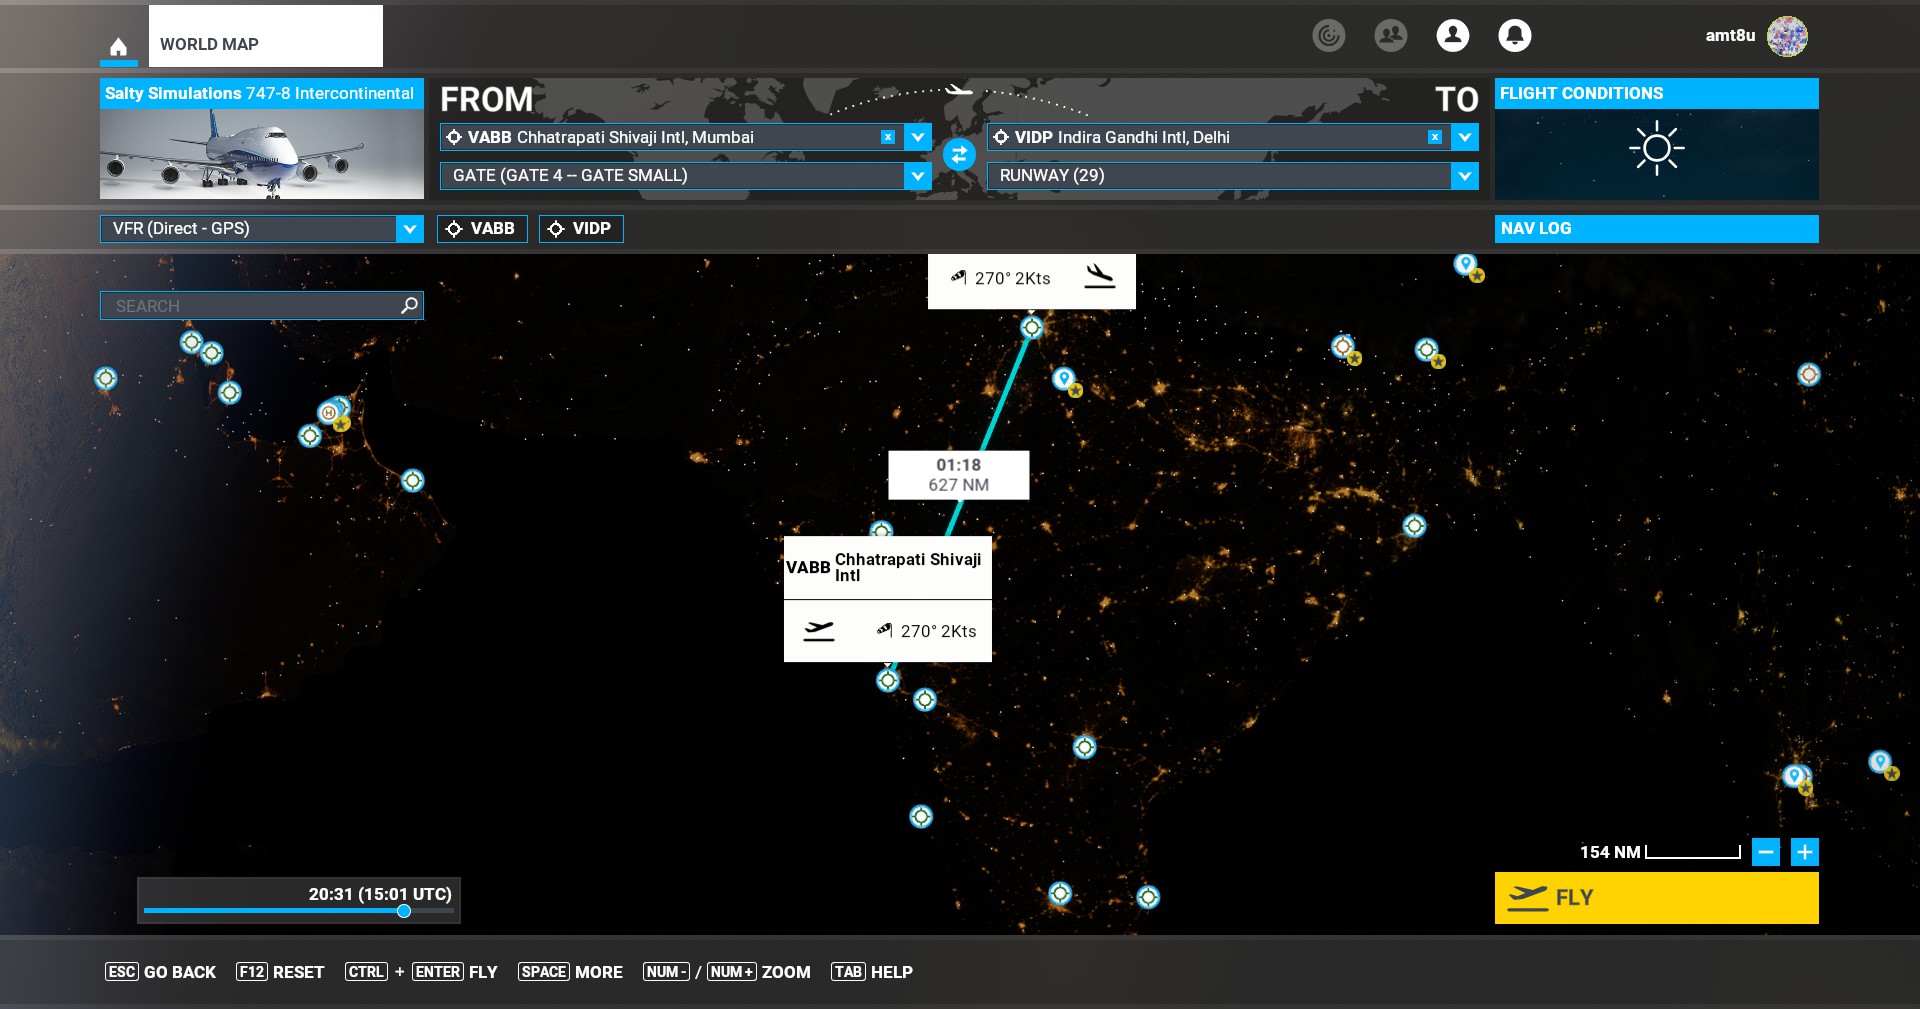 WORLD MAP
amt8u
Salty Simulations 747-8 Intercontinental
FROM
TO
FLIGHT CONDITIONS
VABB Chhatrapati Shivaji Intl, Mumbai
x
VIDP Indira Gandhi Intl, Delhi
x
GATE (GATE 4 -- GATE SMALL)
RUNWAY (29)
VFR (Direct - GPS)
VABB
VIDP
NAV LOG
270° 2Kts
SEARCH
H
01:18
627 NM
VABB Chhatrapati Shivaji
Intl
270° 2Kts
154 NM
20:31 (15:01 UTC)
FLY
ESC GO BACK F12 RESET CTRL + ENTER FLY SPACE MORE NUM - / NUM + ZOOM TAB HELP